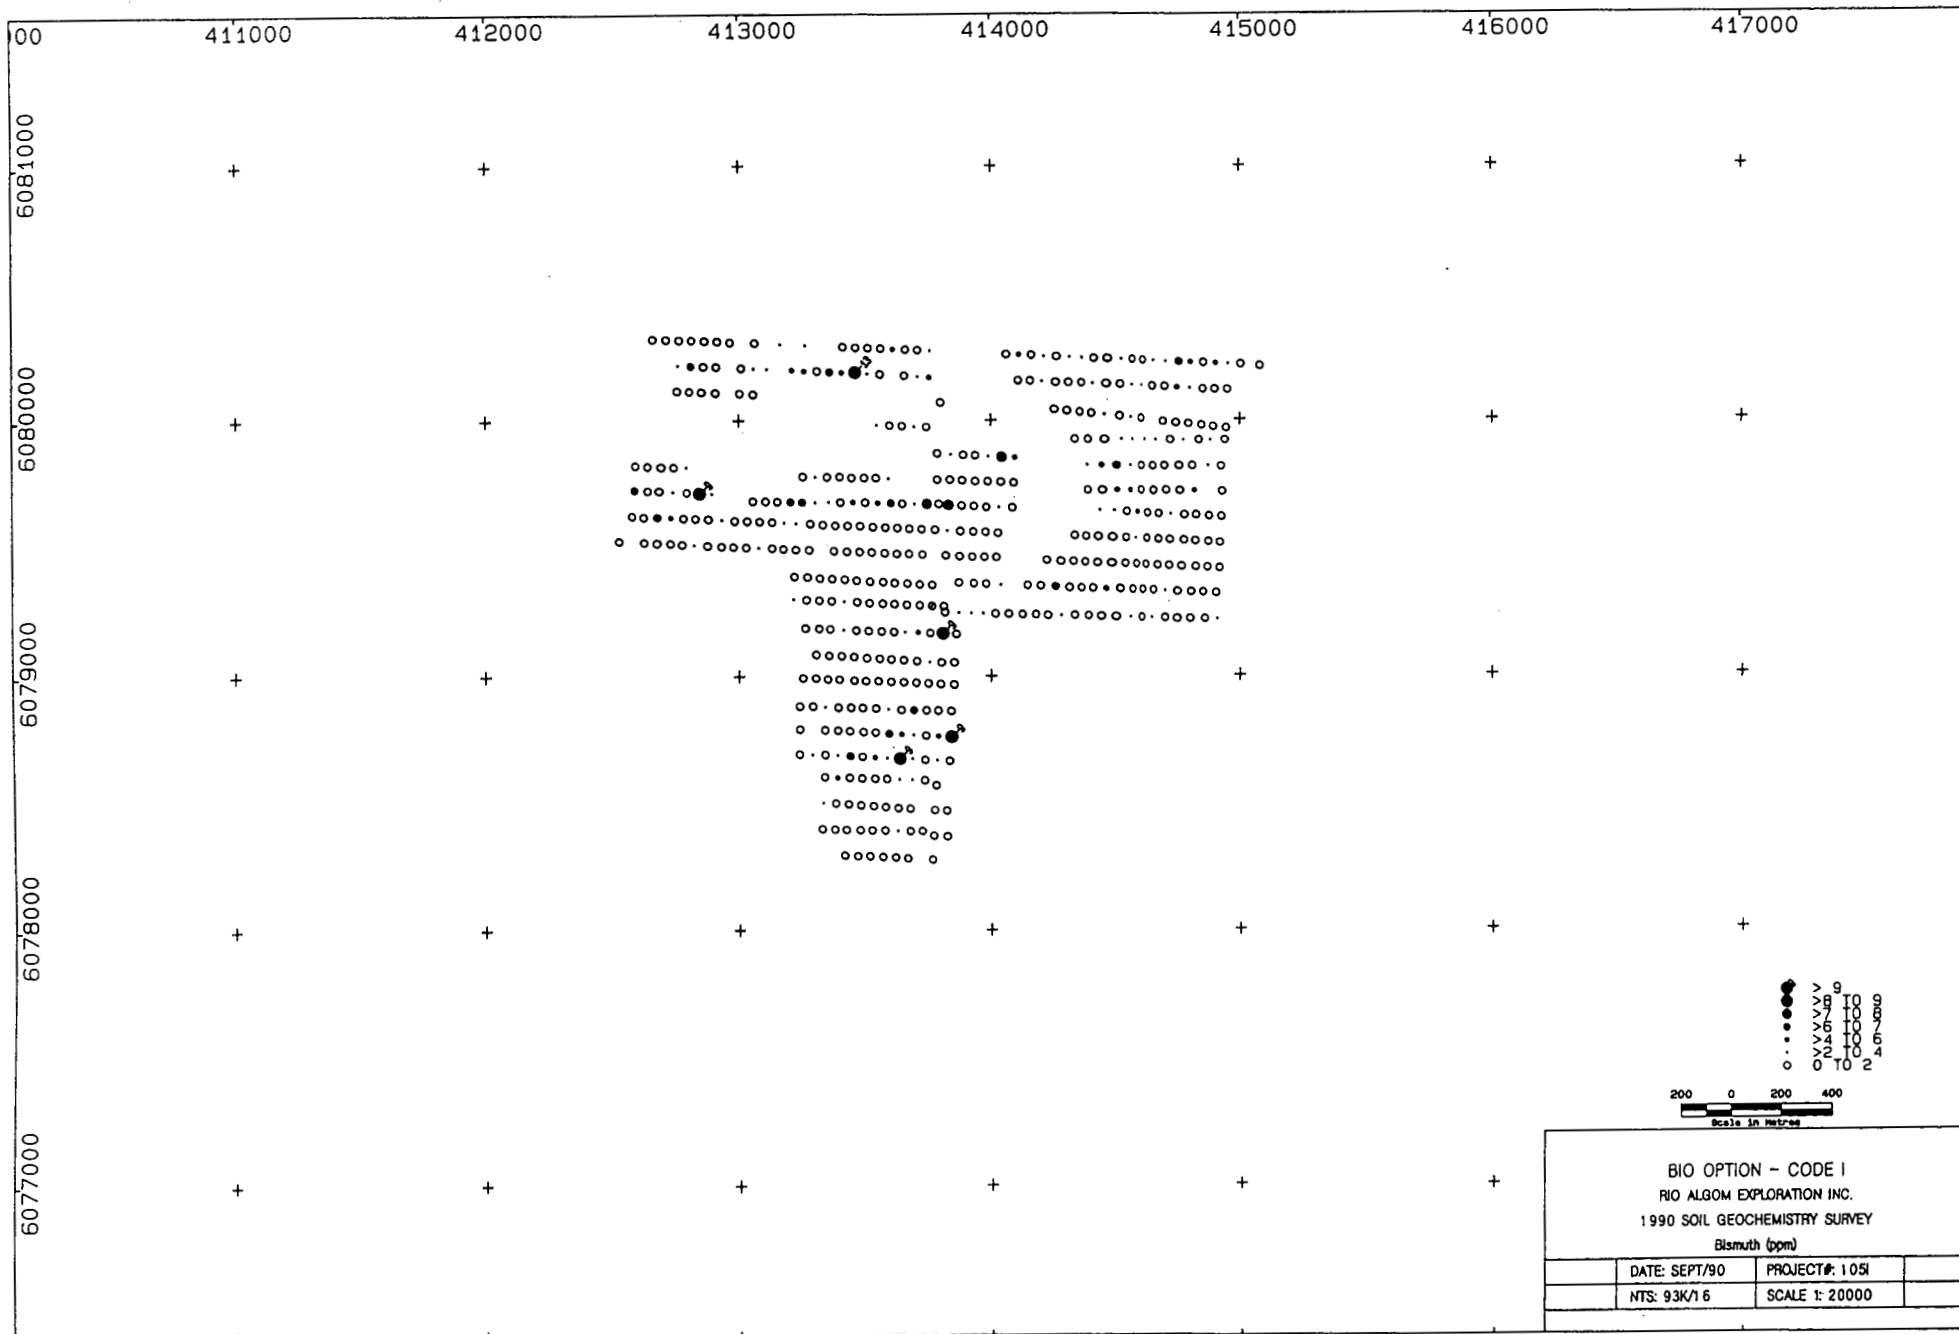 00 411000 412000 413000 414000 415000 416000 417000
6081000
6080000
6079000
6078000
6077000
> 9
>8 TO 9
>7 TO 8
>6 TO 7
>4 TO 6
>2 TO 4
0 TO 2
200 0 200 400
Scale in Metres
BIO OPTION - CODE I
RIO ALGOM EXPLORATION INC.
1990 SOIL GEOCHEMISTRY SURVEY
Bismuth (ppm)
DATE: SEPT/90 PROJECT#: 1051
NTS: 93K/16 SCALE 1: 20000